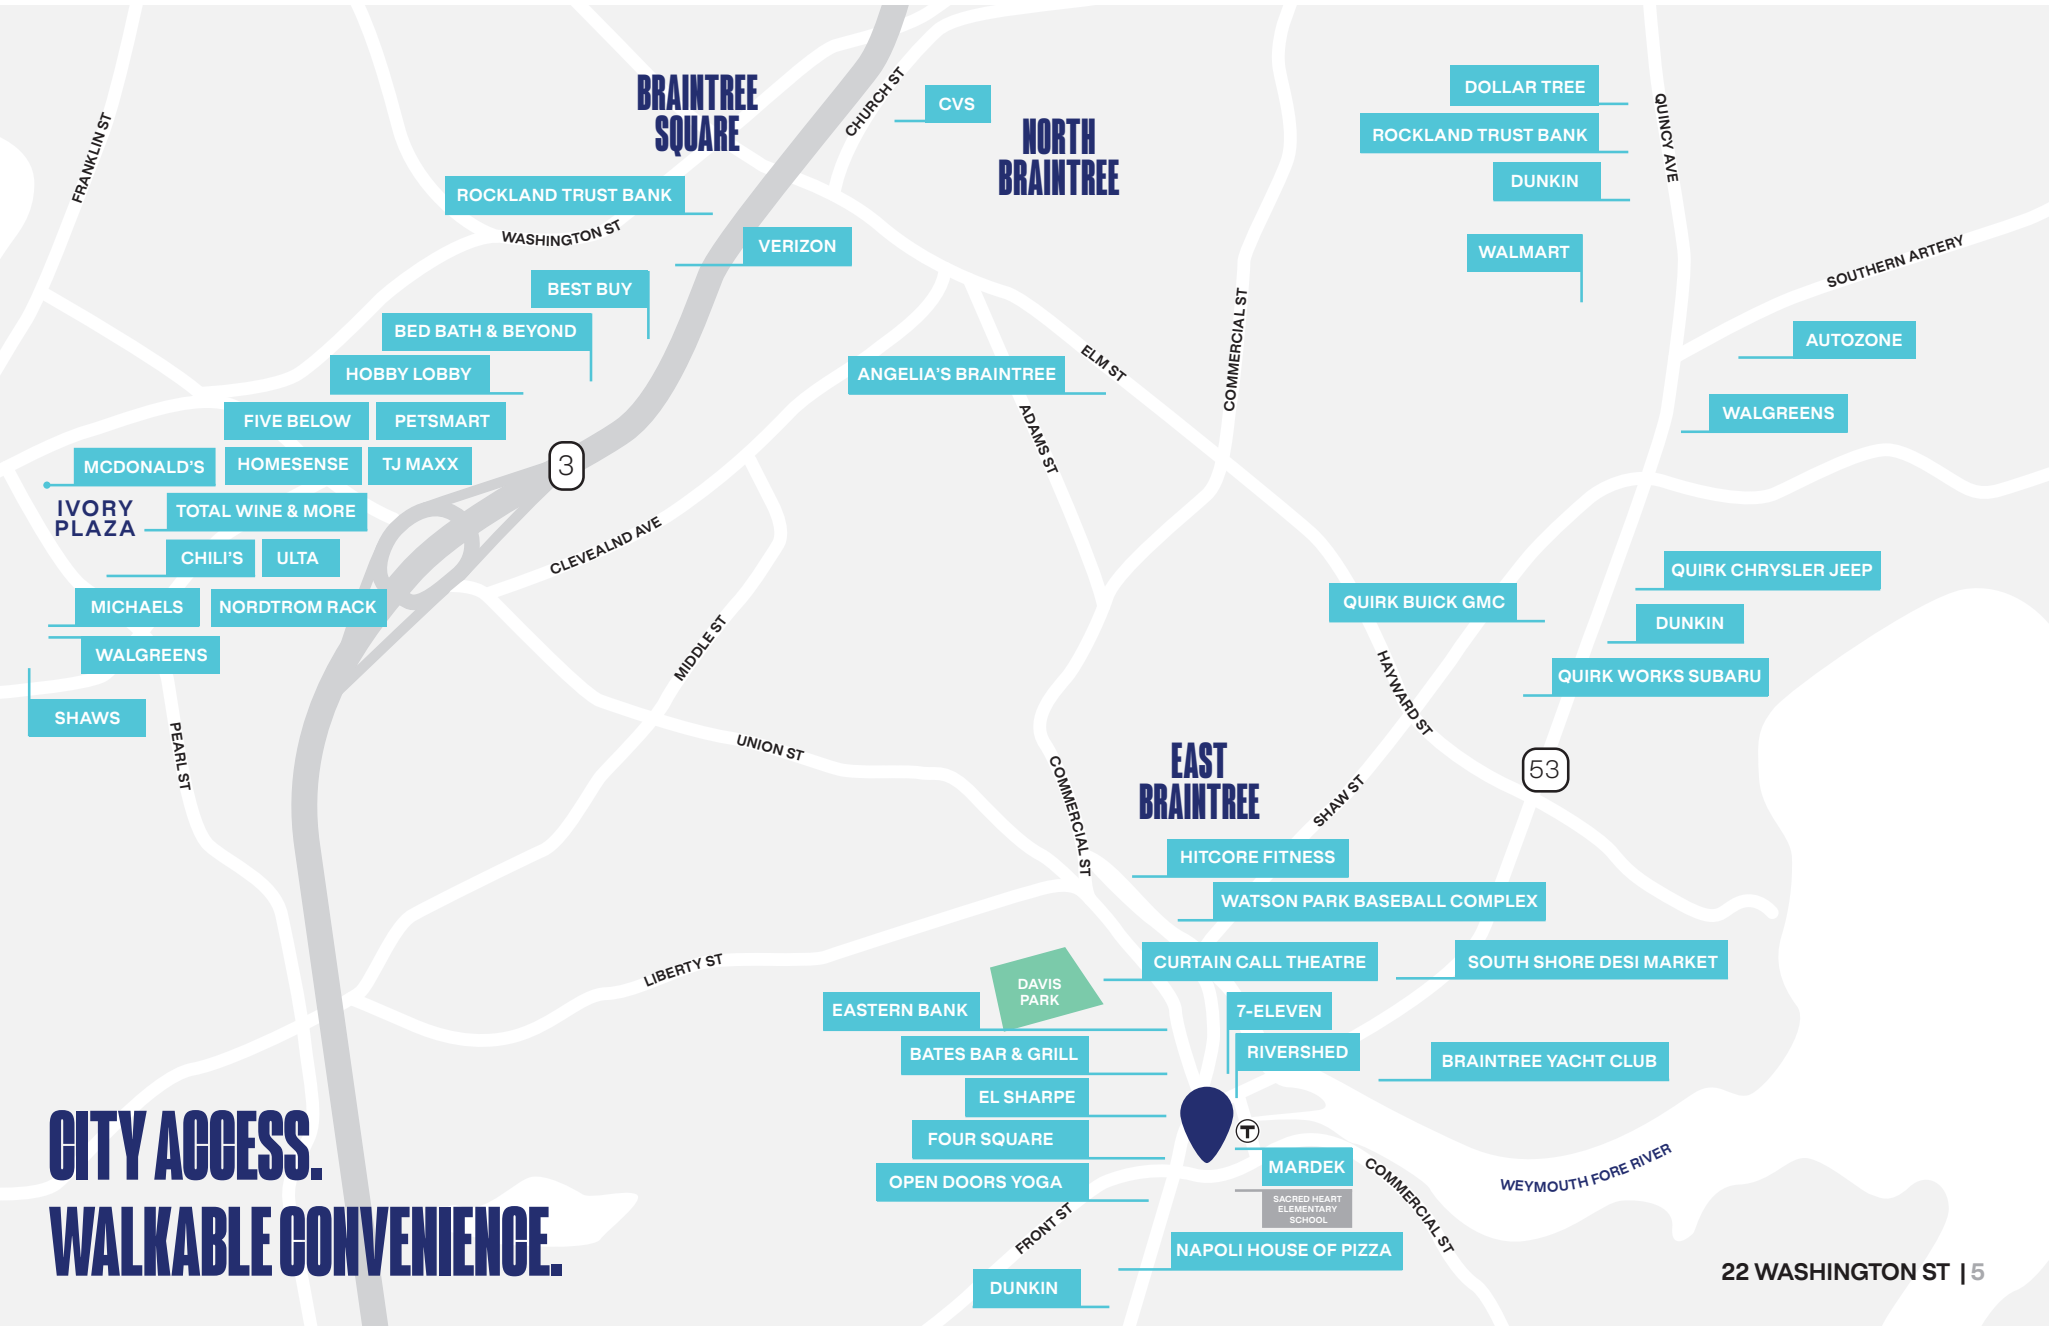 BRAINTREE
SQUARE
CHURCH ST
CVS
NORTH
BRAINTREE
DOLLAR TREE
ROCKLAND TRUST BANK
DUNKIN
WALMART
QUINCY AVE
SOUTHERN ARTERY
AUTOZONE
WALGREENS
FRANKLIN ST
ROCKLAND TRUST BANK
WASHINGTON ST
VERIZON
BEST BUY
BED BATH & BEYOND
HOBBY LOBBY
FIVE BELOW
PETSMART
MCDONALD'S
HOMESENSE
TJ MAXX
3
IVORY
PLAZA
TOTAL WINE & MORE
CHILI'S
ULTA
MICHAELS
NORDTROM RACK
WALGREENS
SHAWS
PEARL ST
ANGELIA'S BRAINTREE
ELM ST
ADAMS ST
COMMERCIAL ST
CLEVEALND AVE
MIDDLE ST
UNION ST
QUIRK CHRYSLER JEEP
QUIRK BUICK GMC
DUNKIN
QUIRK WORKS SUBARU
HAYWARD ST
53
COMMERCIAL ST
EAST
BRAINTREE
SHAW ST
HITCORE FITNESS
WATSON PARK BASEBALL COMPLEX
CURTAIN CALL THEATRE
SOUTH SHORE DESI MARKET
LIBERTY ST
DAVIS
PARK
EASTERN BANK
7-ELEVEN
BATES BAR & GRILL
RIVERSHED
BRAINTREE YACHT CLUB
EL SHARPE
FOUR SQUARE
T
OPEN DOORS YOGA
MARDEK
SACRED HEART
ELEMENTARY
SCHOOL
COMMERCIAL ST
WEYMOUTH FORE RIVER
FRONT ST
NAPOLI HOUSE OF PIZZA
DUNKIN
CITY ACCESS.
WALKABLE CONVENIENCE.
22 WASHINGTON ST | 5